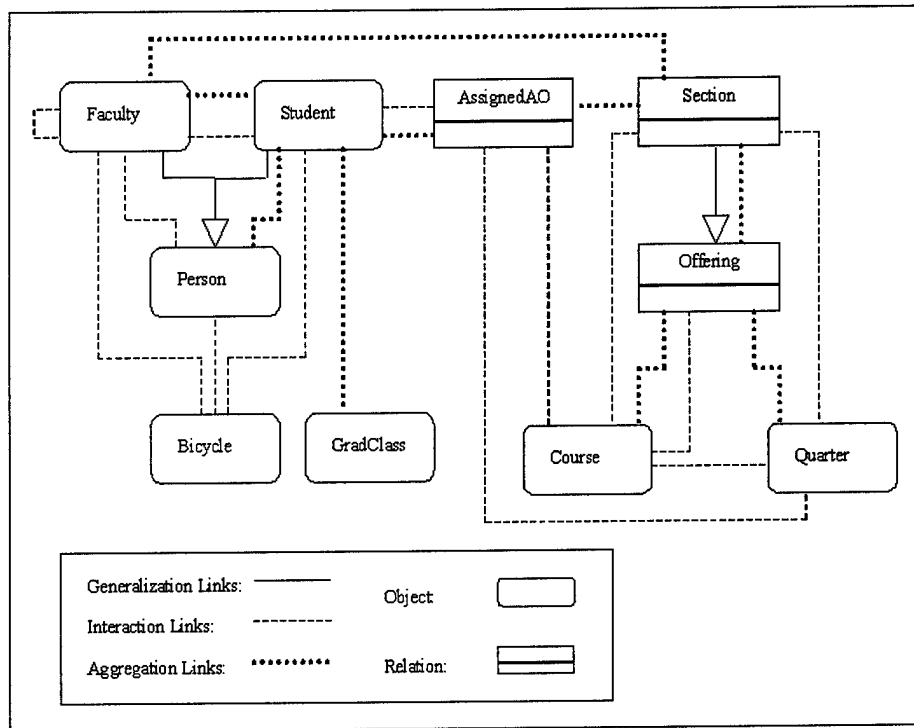 Faculty
Student
AssignedAO
Section
Person
Offering
Bicycle
GradClass
Course
Quarter
Generalization Links:
Object:
Interaction Links:
Aggregation Links:
Relation: